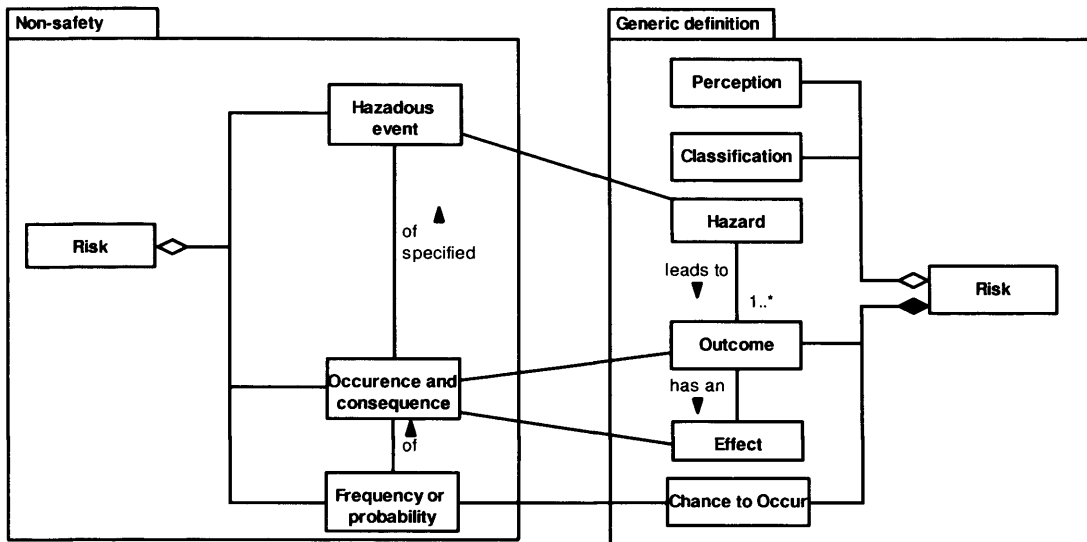 Non-safety
Hazadous
event
of
specified
Risk
Occurence and
consequence
of
Frequency or
probability
Generic definition
Perception
Classification
Hazard
leads to
1..*
Outcome
has an
Effect
Chance to Occur
Risk